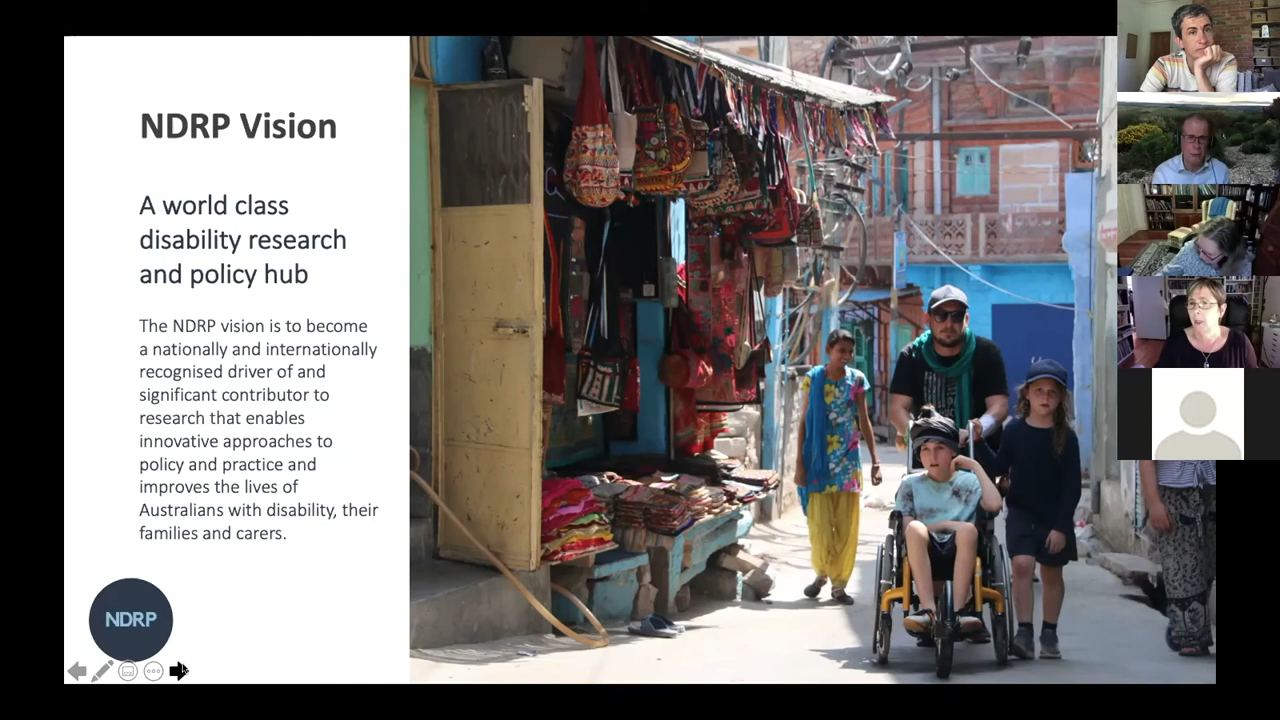 NDRP Vision
A world class
disability research
and policy hub
The NDRP vision is to become
a nationally and internationally
recognised driver of and
significant contributor to
research that enables
innovative approaches to
policy and practice and
improves the lives of
Australians with disability, their
families and carers.
NDRP